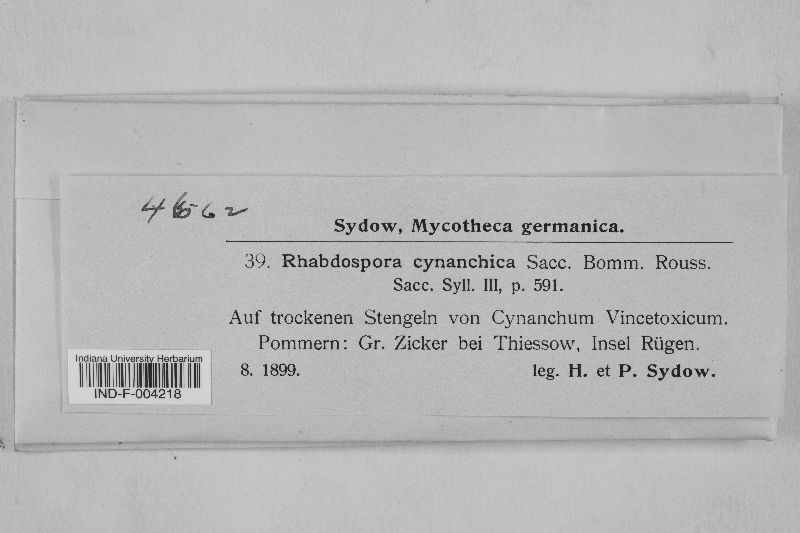 Sydow, Mycotheca germanica.
39. Rhabdospora cynanchica Sacc. Bomm. Rouss.
Sacc. Syll. III, p. 591.
Auf trockenen Stengeln von Cynanchum Vincetoxicum.
Pommern: Gr. Zicker bei Thiessow, Insel Rügen.
8. 1899. leg. H. et P. Sydow.
Indiana University Herbarium
IND-F-004218